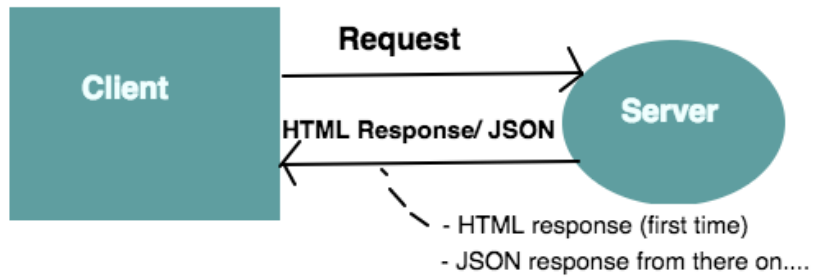 Request
Client
Server
HTML Response/ JSON
- HTML response (first time)
- JSON response from there on....